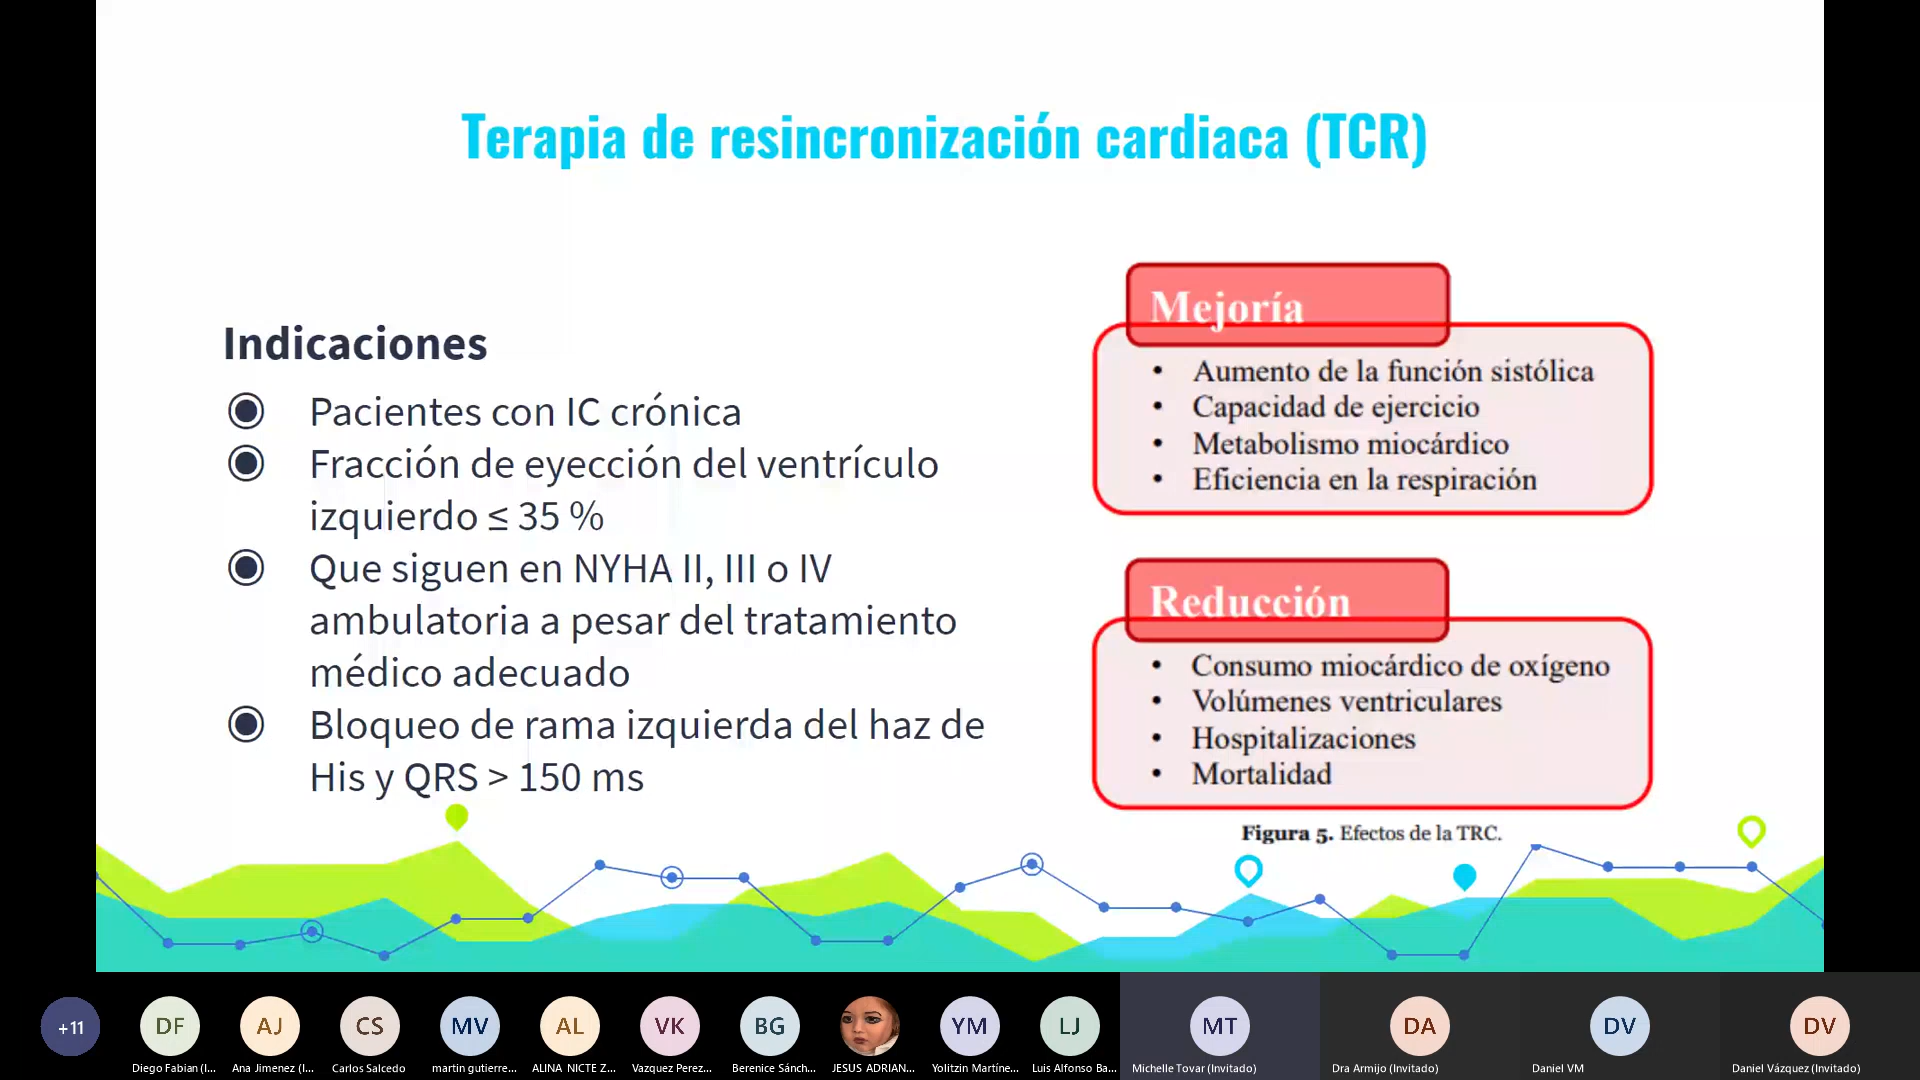 Terapia de resincronización cardiaca (TCR)
Indicaciones
Pacientes con IC crónica
Fracción de eyección del ventrículo
izquierdo ≤ 35 %
Que siguen en NYHA II, III o IV
ambulatoria a pesar del tratamiento
médico adecuado
Bloqueo de rama izquierda del haz de
His y QRS > 150 ms
Mejoría
• Aumento de la función sistólica
• Capacidad de ejercicio
• Metabolismo miocárdico
• Eficiencia en la respiración
Reducción
• Consumo miocárdico de oxígeno
• Volúmenes ventriculares
• Hospitalizaciones
• Mortalidad
Figura 5. Efectos de la TRC.
+11 DF AJ CS MV AL VK BG YM LJ MT DA DV DV
Diego Fabian (I... Ana Jimenez (I... Carlos Salcedo martin gutierre... ALINA NICTE Z... Vazquez Perez... Berenice Sánch... JESUS ADRIAN... Yolitzin Martíne... Luis Alfonso Ba... Michelle Tovar (Invitado) Dra Armijo (Invitado) Daniel VM Daniel Vázquez (Invitado)